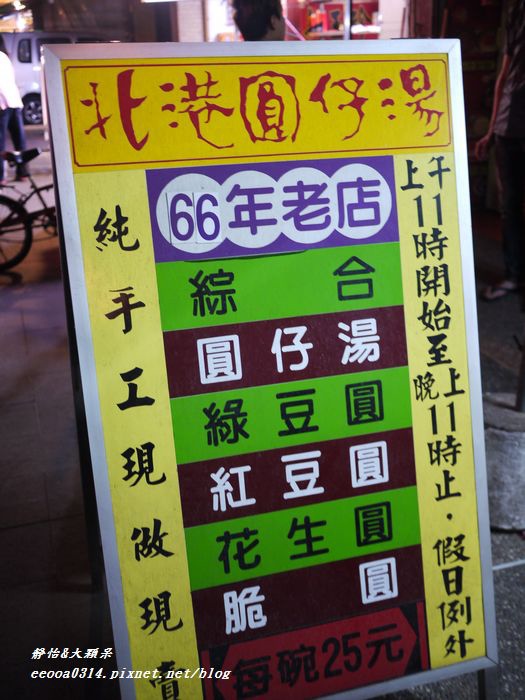 北港圓仔湯
純手工現做現賣
66年老店
綜合
圓仔湯
綠豆圓
紅豆圓
花生圓
脆圓
每碗25元
上午11時開始至晚上11時止・假日例外
靜怡&大顆呆
eeooa0314.pixnet.net/blog